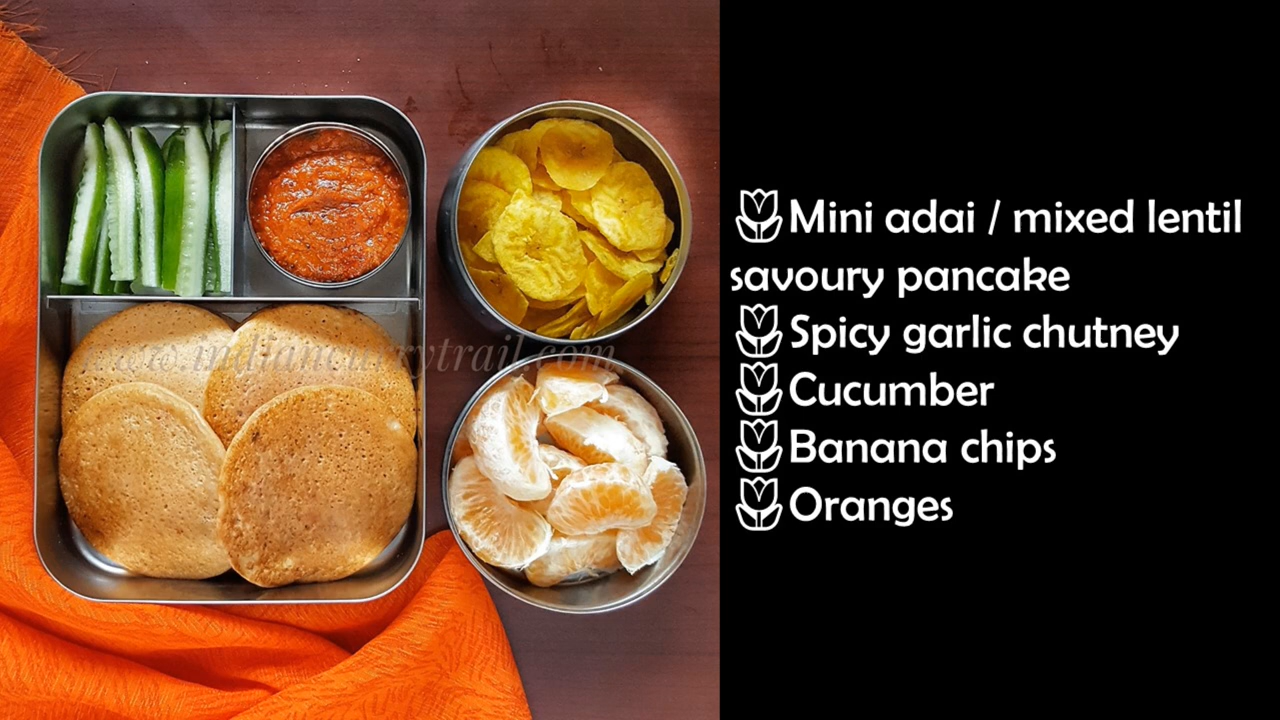 www.indiancurrytrail.com
Mini adai / mixed lentil
savoury pancake
Spicy garlic chutney
Cucumber
Banana chips
Oranges